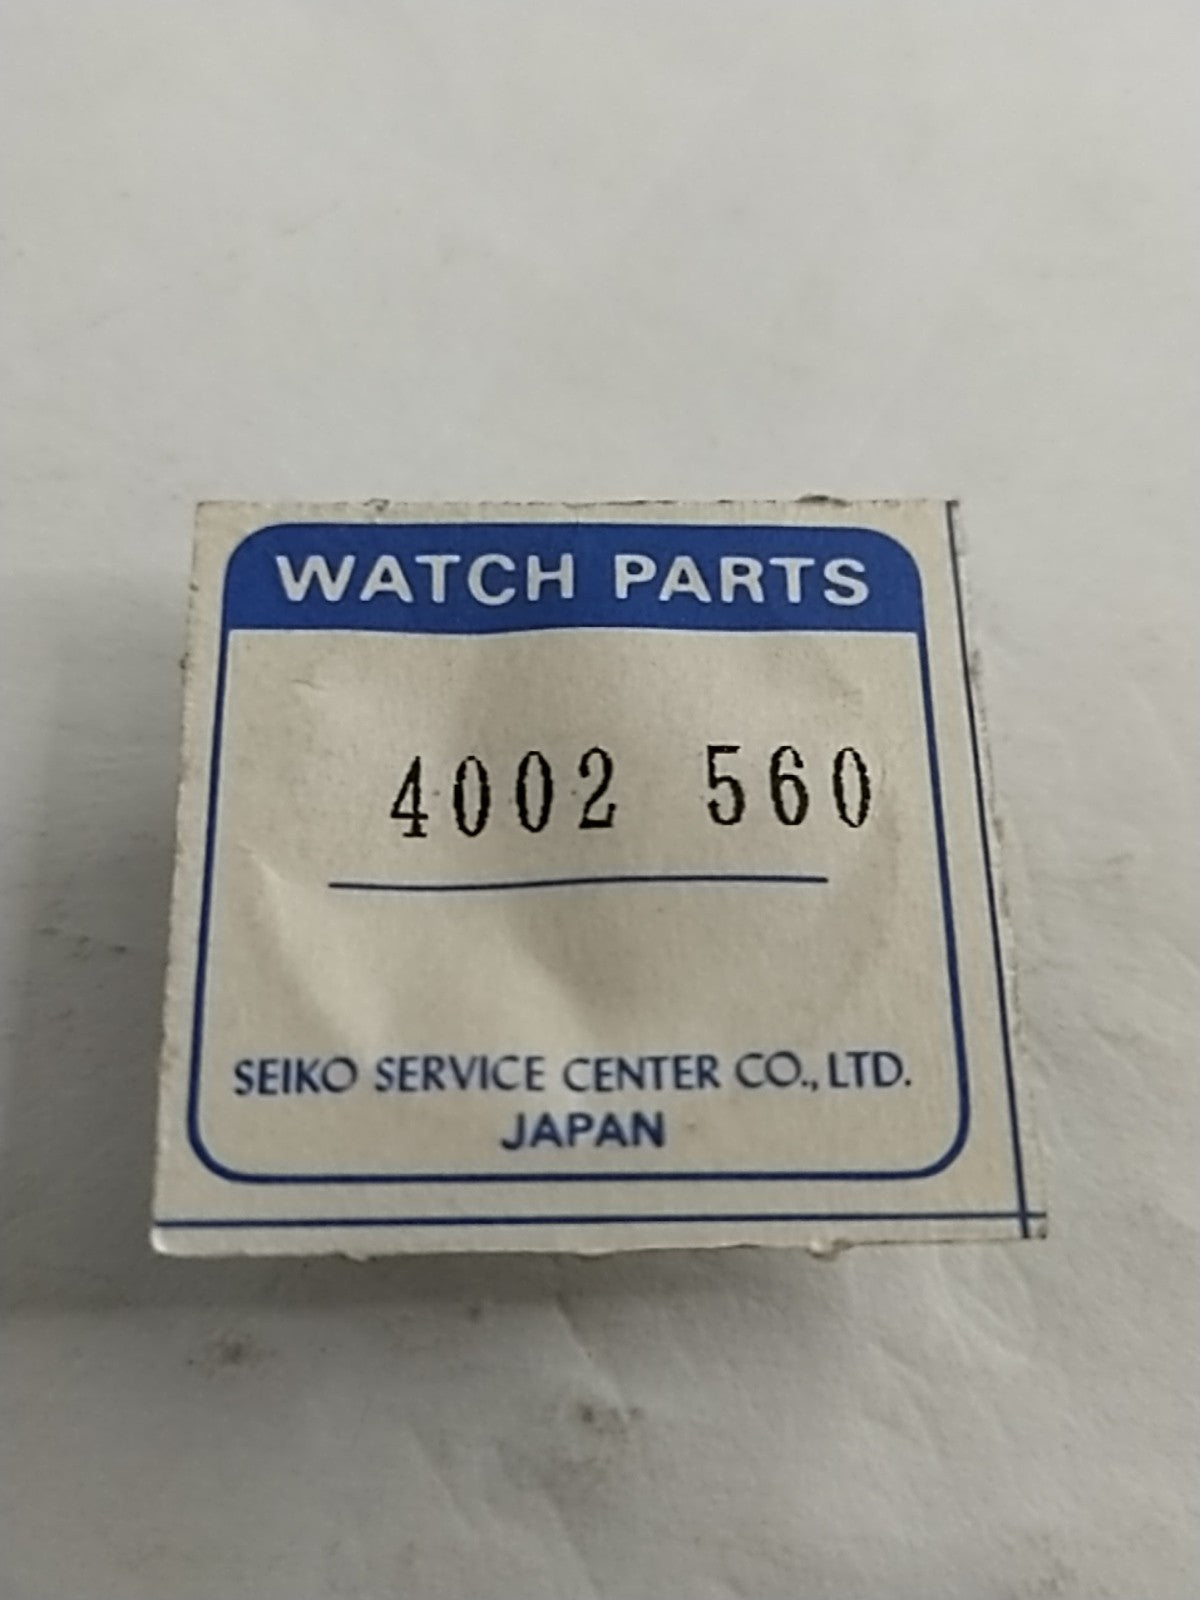 WATCH PARTS
4002 560
SEIKO SERVICE CENTER CO., LTD.
JAPAN